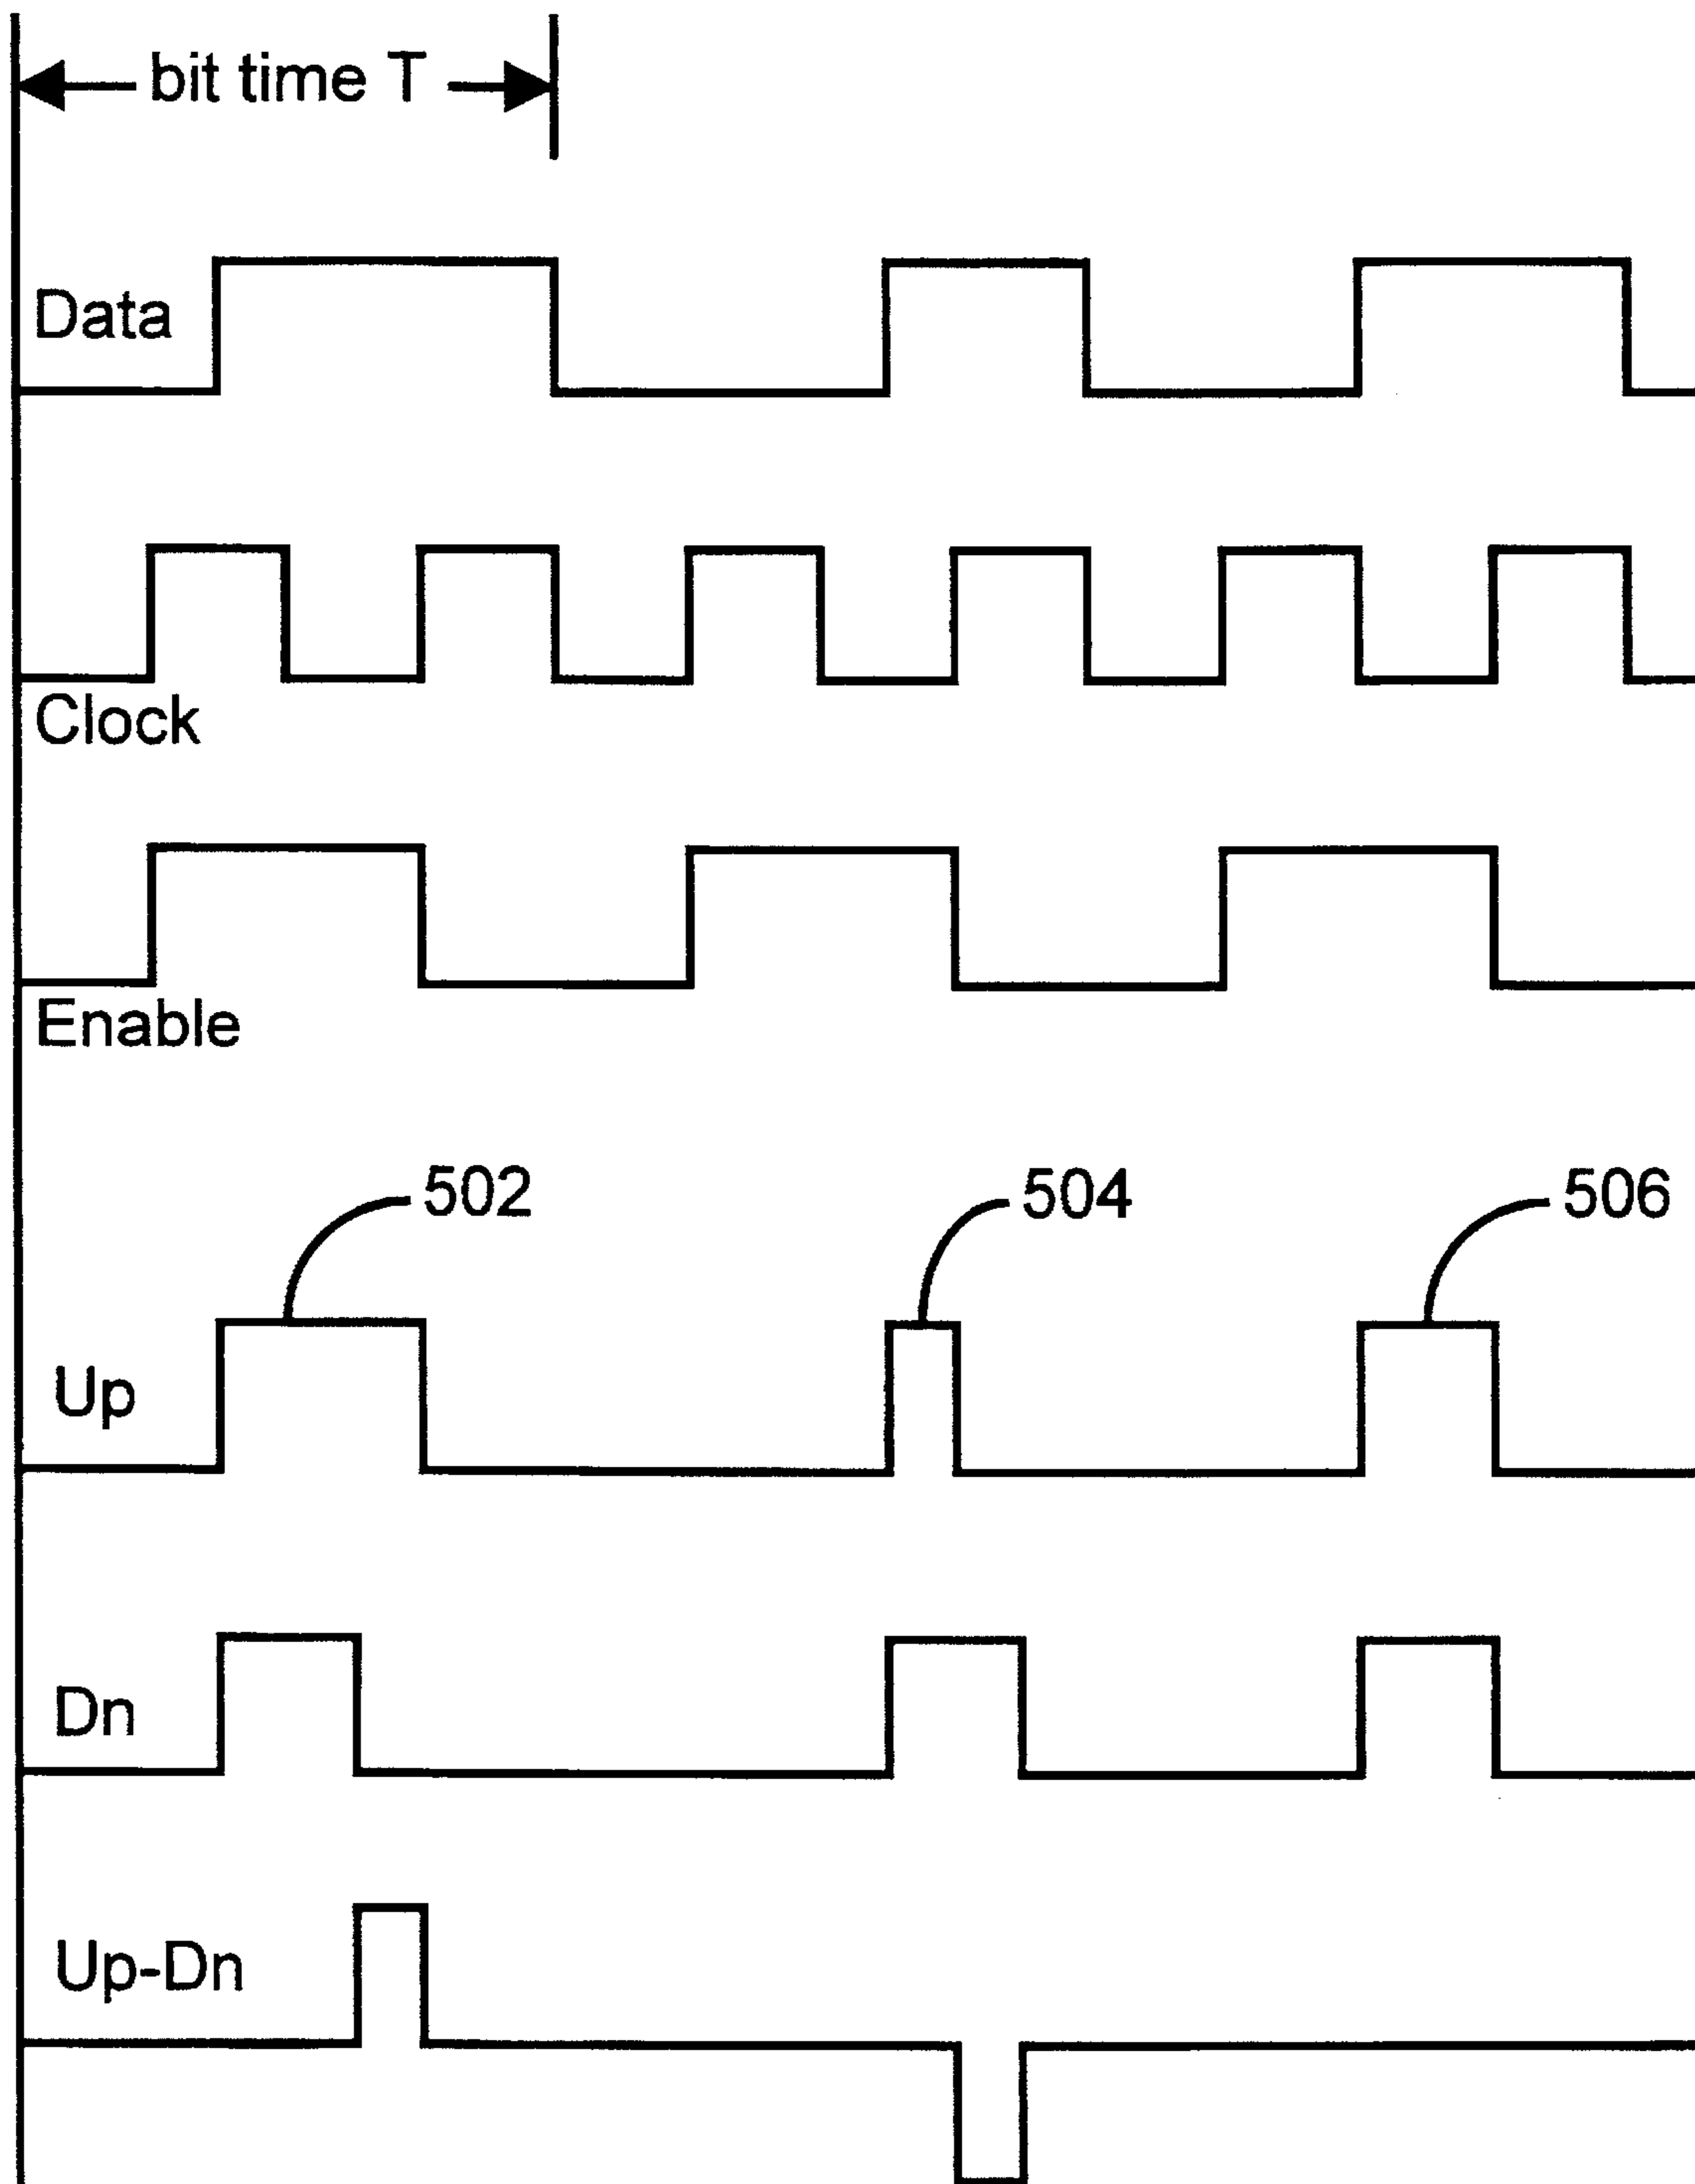 bit time T
Data
Clock
Enable
502
504
506
Up
Dn
Up-Dn